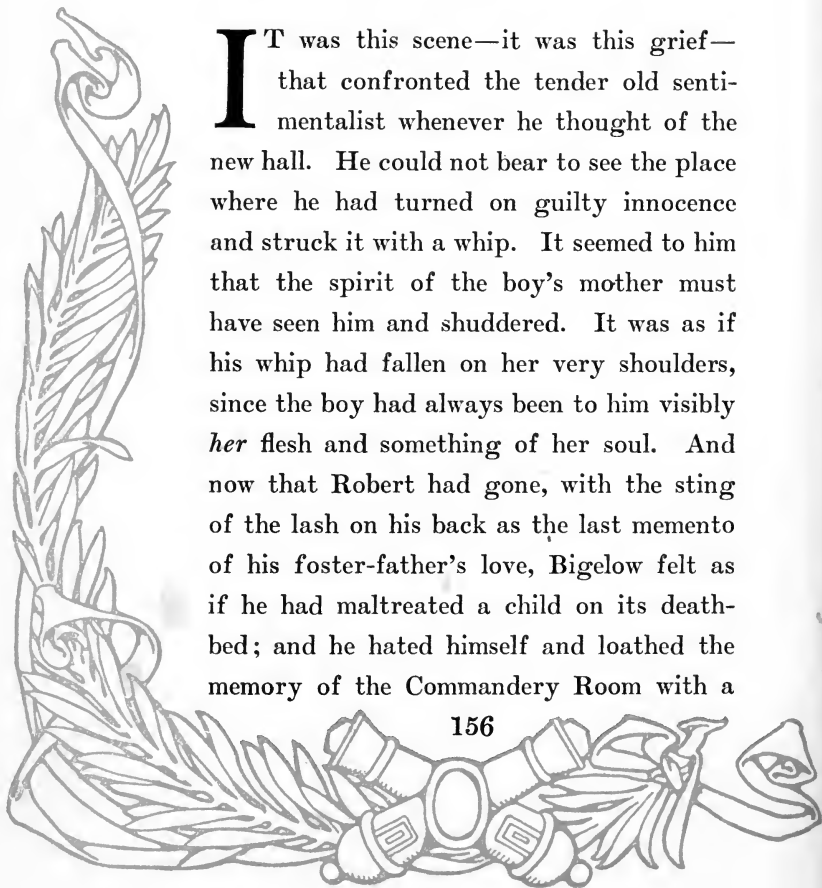 IT was this scene—it was this grief—
that confronted the tender old senti-
mentalist whenever he thought of the
new hall. He could not bear to see the place
where he had turned on guilty innocence
and struck it with a whip. It seemed to him
that the spirit of the boy's mother must
have seen him and shuddered. It was as if
his whip had fallen on her very shoulders,
since the boy had always been to him visibly
her flesh and something of her soul. And
now that Robert had gone, with the sting
of the lash on his back as the last memento
of his foster-father's love, Bigelow felt as
if he had maltreated a child on its death-
bed; and he hated himself and loathed the
memory of the Commandery Room with a
156